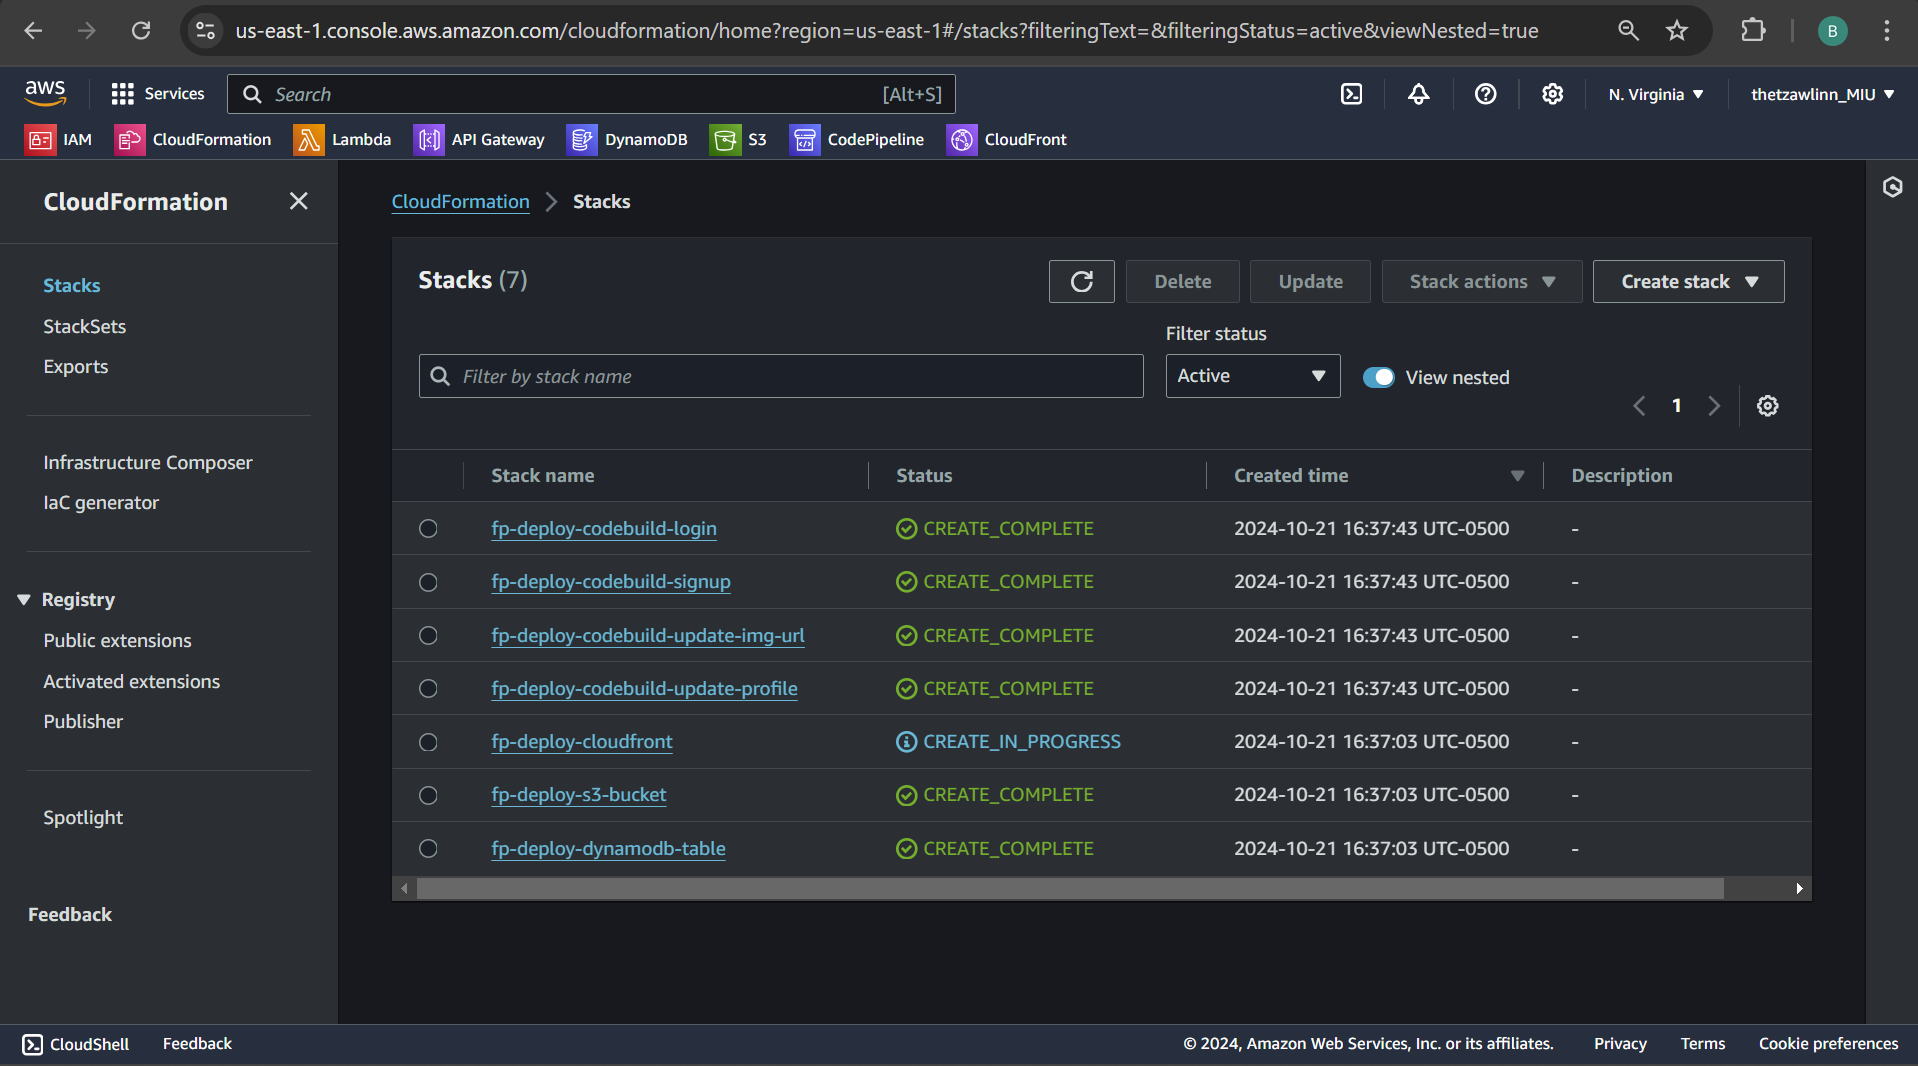 us-east-1.console.aws.amazon.com/cloudformation/home?region=us-east-1#/stacks?filteringText=&filteringStatus=active&viewNested=true
B
aws
Services
Search
[Alt+S]
N. Virginia
thetzawlinn_MIU
IAM
CloudFormation
Lambda
API Gateway
DynamoDB
S3
CodePipeline
CloudFront
CloudFormation
Stacks
StackSets
Exports
Infrastructure Composer
IaC generator
Registry
Public extensions
Activated extensions
Publisher
Spotlight
Feedback
CloudFormation
Stacks
Stacks (7)
Delete
Update
Stack actions
Create stack
Filter status
Filter by stack name
Active
View nested
1
Stack name Status Created time Description
fp-deploy-codebuild-login CREATE_COMPLETE 2024-10-21 16:37:43 UTC-0500 -
fp-deploy-codebuild-signup CREATE_COMPLETE 2024-10-21 16:37:43 UTC-0500 -
fp-deploy-codebuild-update-img-url CREATE_COMPLETE 2024-10-21 16:37:43 UTC-0500 -
fp-deploy-codebuild-update-profile CREATE_COMPLETE 2024-10-21 16:37:43 UTC-0500 -
fp-deploy-cloudfront CREATE_IN_PROGRESS 2024-10-21 16:37:03 UTC-0500 -
fp-deploy-s3-bucket CREATE_COMPLETE 2024-10-21 16:37:03 UTC-0500 -
fp-deploy-dynamodb-table CREATE_COMPLETE 2024-10-21 16:37:03 UTC-0500 -
CloudShell
Feedback
© 2024, Amazon Web Services, Inc. or its affiliates.
Privacy
Terms
Cookie preferences